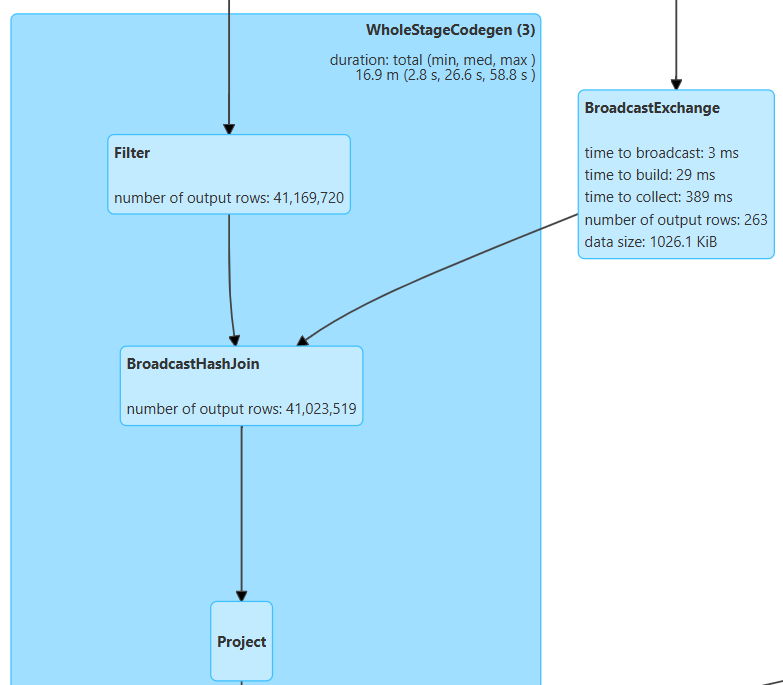 WholeStageCodegen (3)
duration: total (min, med, max )
16.9 m (2.8 s, 26.6 s, 58.8 s )
BroadcastExchange
time to broadcast: 3 ms
time to build: 29 ms
time to collect: 389 ms
number of output rows: 263
data size: 1026.1 KiB
Filter
number of output rows: 41,169,720
BroadcastHashJoin
number of output rows: 41,023,519
Project